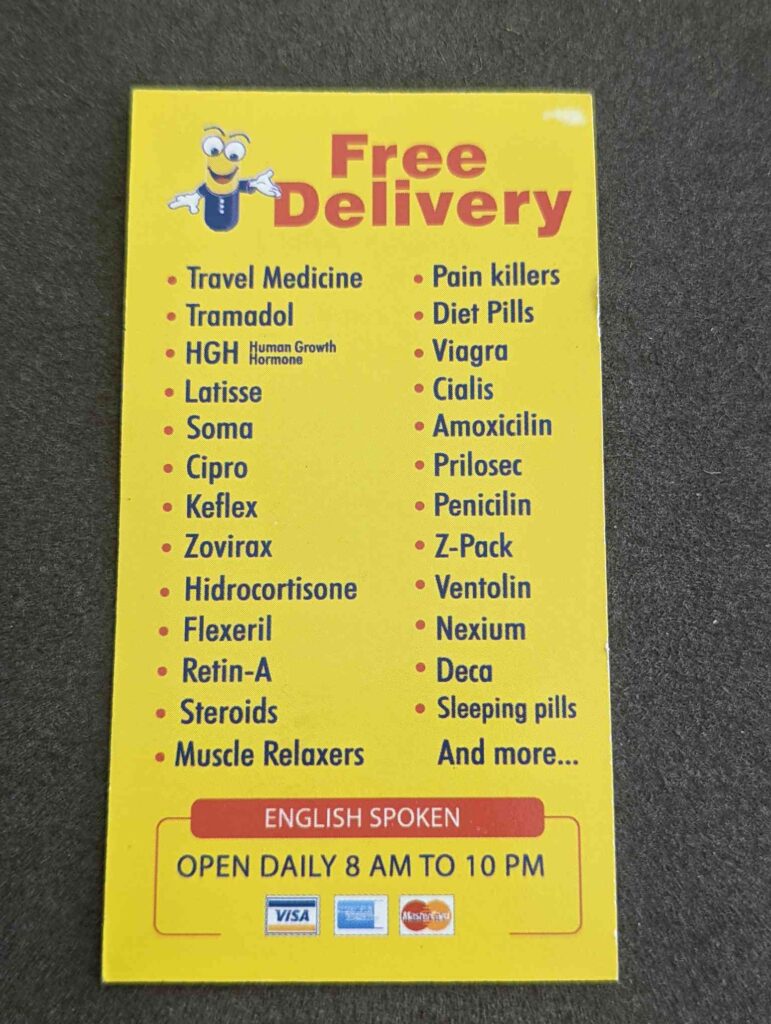 Free
Delivery
• Travel Medicine
• Tramadol
• HGH Human Growth
Hormone
• Latisse
• Soma
• Cipro
• Keflex
• Zovirax
• Hidrocortisone
• Flexeril
• Retin-A
• Steroids
• Muscle Relaxers
• Pain killers
• Diet Pills
• Viagra
• Cialis
• Amoxicilin
• Prilosec
• Penicilin
• Z-Pack
• Ventolin
• Nexium
• Deca
• Sleeping pills
And more...
ENGLISH SPOKEN
OPEN DAILY 8 AM TO 10 PM
VISA
MasterCard